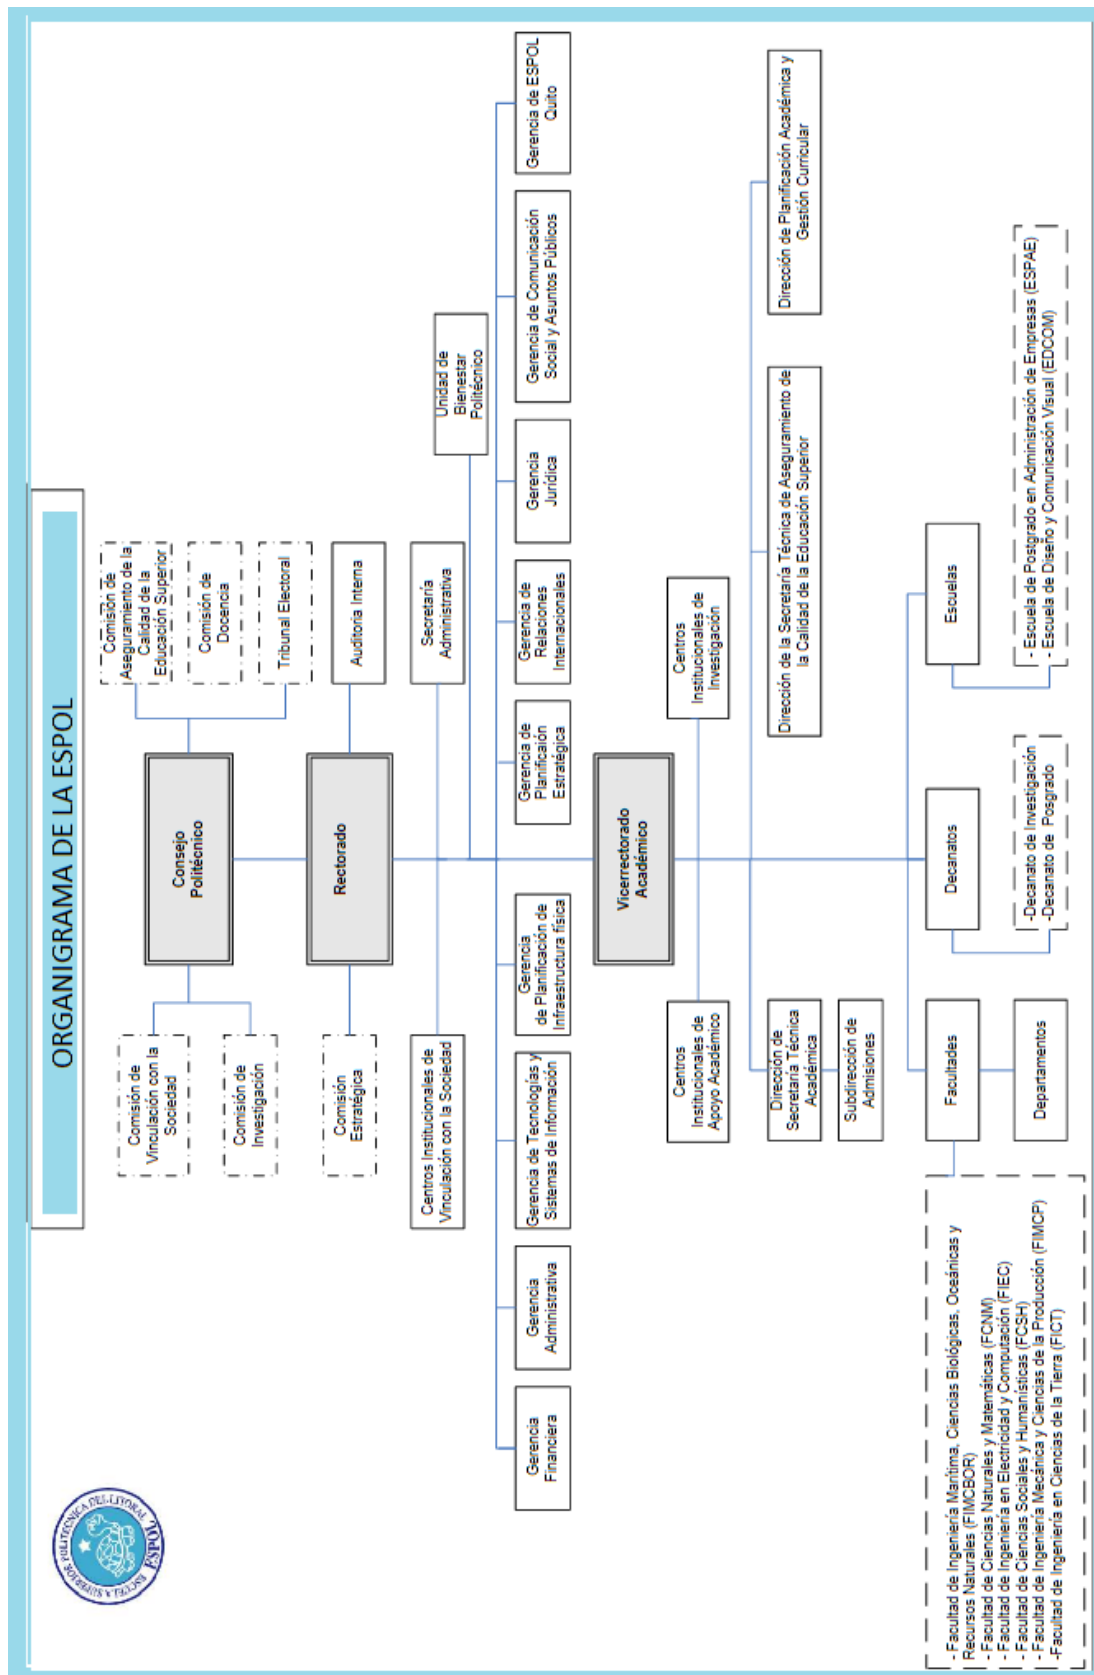 ORGANIGRAMA DE LA ESPOL
ESCUELA SUPERIOR POLITECNICA DEL LITORAL
ESPOL
Consejo
Politécnico
Comisión de
Vinculación con la
Sociedad
Comisión de
Investigación
Comisión de
Aseguramiento de la
Calidad de la
Educación Superior
Comisión de
Docencia
Tribunal Electoral
Rectorado
Comisión
Estratégica
Auditoria Interna
Centros Institucionales de
Vinculación con la Sociedad
Secretaría
Administrativa
Unidad de
Bienestar
Politécnico
Gerencia
Financiera
Gerencia
Administrativa
Gerencia de Tecnologías y
Sistemas de Información
Gerencia
de Planificación de
Infraestructura física
Gerencia de
Planificaión
Estratégica
Gerencia de
Relaciones
Internacionales
Gerencia
Jurídica
Gerencia de Comunicación
Social y Asuntos Públicos
Gerencia de ESPOL
Quito
Vicerrectorado
Académico
Centros
Institucionales de
Apoyo Académico
Centros
Institucionales de
Investigación
Dirección de
Secretaría Técnica
Académica
Subdirección de
Admisiones
Dirección de la Secretaría Técnica de Aseguramiento de
la Calidad de la Educación Superior
Dirección de Planificación Académica y
Gestión Curricular
Facultades
Decanatos
Escuelas
- Facultad de Ingeniería Marítima, Ciencias Biológicas, Oceánicas y
Recursos Naturales (FIMCBOR)
- Facultad de Ciencias Naturales y Matemáticas (FCNM)
- Facultad de Ingeniería en Electricidad y Computación (FIEC)
- Facultad de Ciencias Sociales y Humanísticas (FCSH)
- Facultad de Ingeniería Mecánica y Ciencias de la Producción (FIMCP)
-Facultad de Ingeniería en Ciencias de la Tierra (FICT)
Departamentos
-Decanato de Investigación
-Decanato de Posgrado
- Escuela de Postgrado en Administración de Empresas (ESPAE)
- Escuela de Diseño y Comunicación Visual (EDCOM)